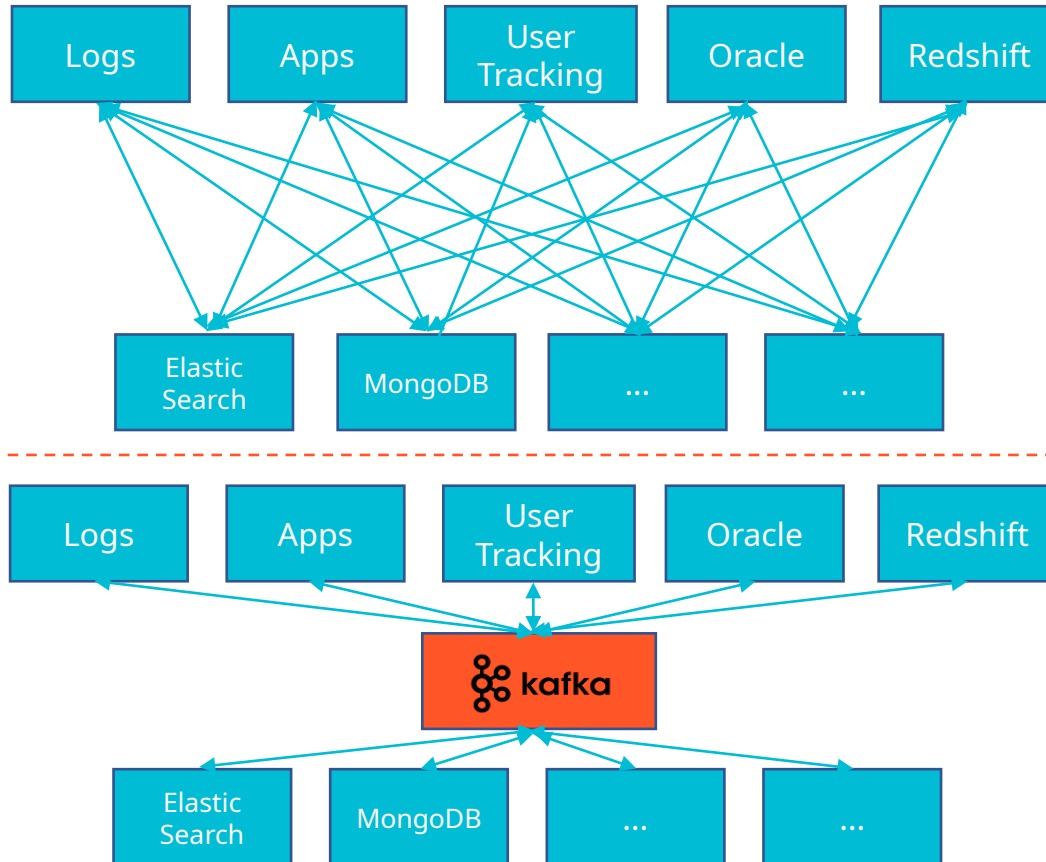 Logs
Apps
User
Tracking
Oracle
Redshift
Elastic
Search
MongoDB
...
...
Logs
Apps
User
Tracking
Oracle
Redshift
kafka
Elastic
Search
MongoDB
...
...